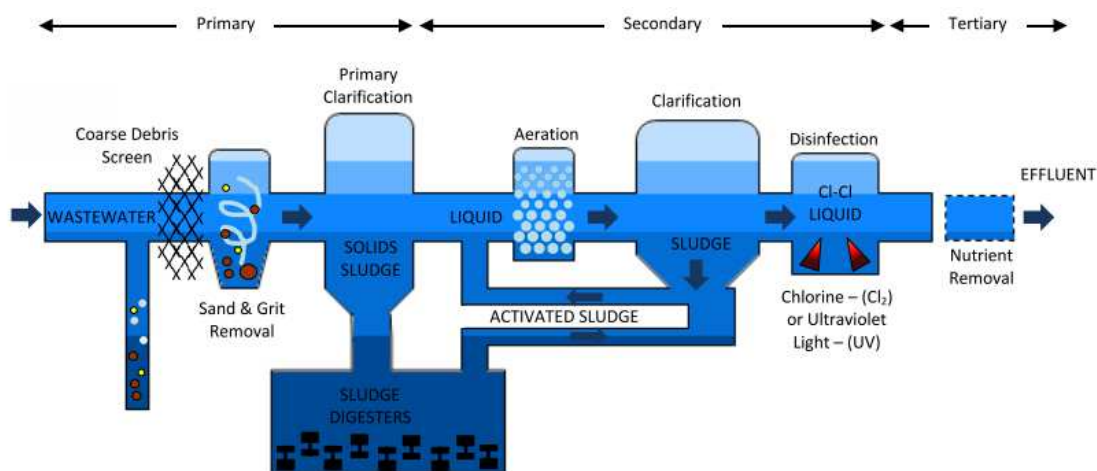 Primary
Secondary
Tertiary
Primary
Clarification
Clarification
Coarse Debris
Screen
Aeration
Disinfection
EFFLUENT
WASTEWATER
LIQUID
Cl-Cl
LIQUID
SOLIDS
SLUDGE
SLUDGE
Nutrient
Removal
Sand & Grit
Removal
ACTIVATED SLUDGE
Chlorine – (Cl₂)
or Ultraviolet
Light – (UV)
SLUDGE
DIGESTERS